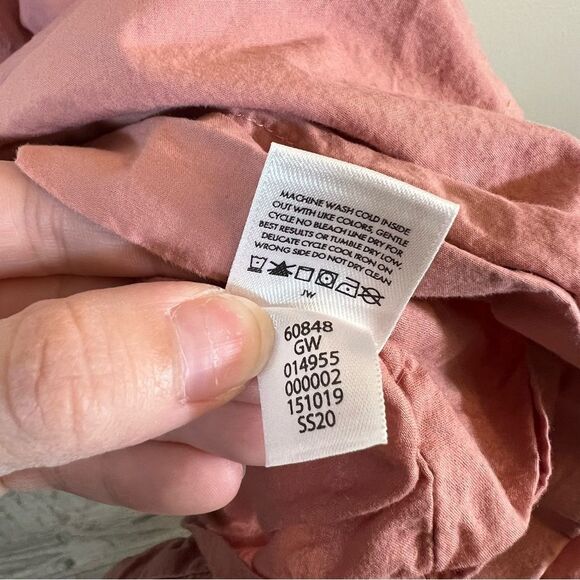 MACHINE WASH COLD INSIDE
OUT WITH LIKE COLORS, GENTLE
CYCLE NO BLEACH LINE DRY FOR
BEST RESULTS OR TUMBLE DRY LOW,
DELICATE CYCLE COOL IRON ON
WRONG SIDE DO NOT DRY CLEAN
JW
60848
GW
014955
000002
151019
SS20